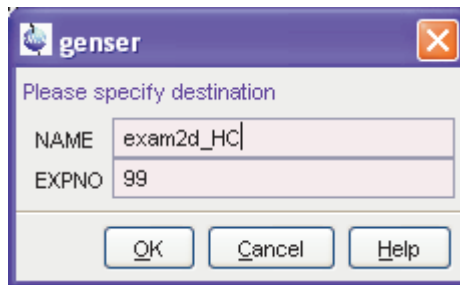 genser
Please specify destination
NAME exam2d_HC
EXPNO 99
OK Cancel Help